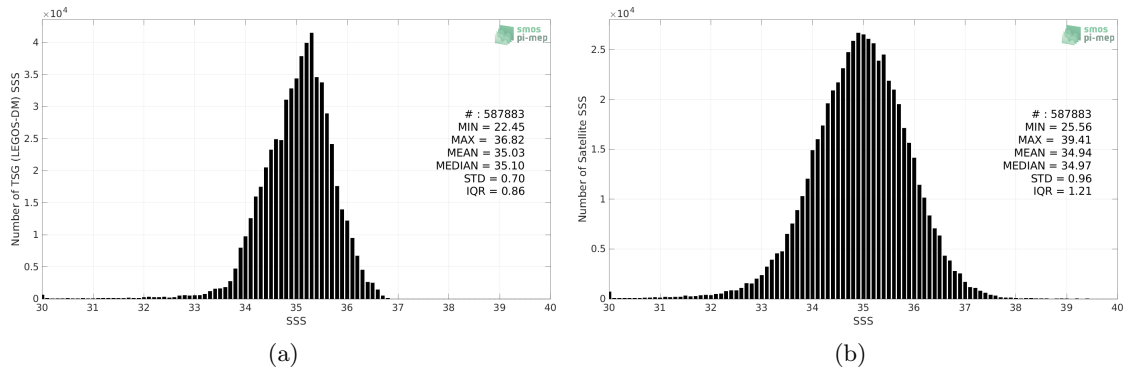 ×10⁴
smos
pi-mep
Number of TSG (LEGOS-DM) SSS
4
3.5
3
2.5
2
1.5
1
0.5
0
# : 587883
MIN = 22.45
MAX = 36.82
MEAN = 35.03
MEDIAN = 35.10
STD = 0.70
IQR = 0.86
30 31 32 33 34 35 36 37 38 39 40
SSS
(a)
×10⁴
smos
pi-mep
Number of Satellite SSS
2.5
2
1.5
1
0.5
0
# : 587883
MIN = 25.56
MAX = 39.41
MEAN = 34.94
MEDIAN = 34.97
STD = 0.96
IQR = 1.21
30 31 32 33 34 35 36 37 38 39 40
SSS
(b)